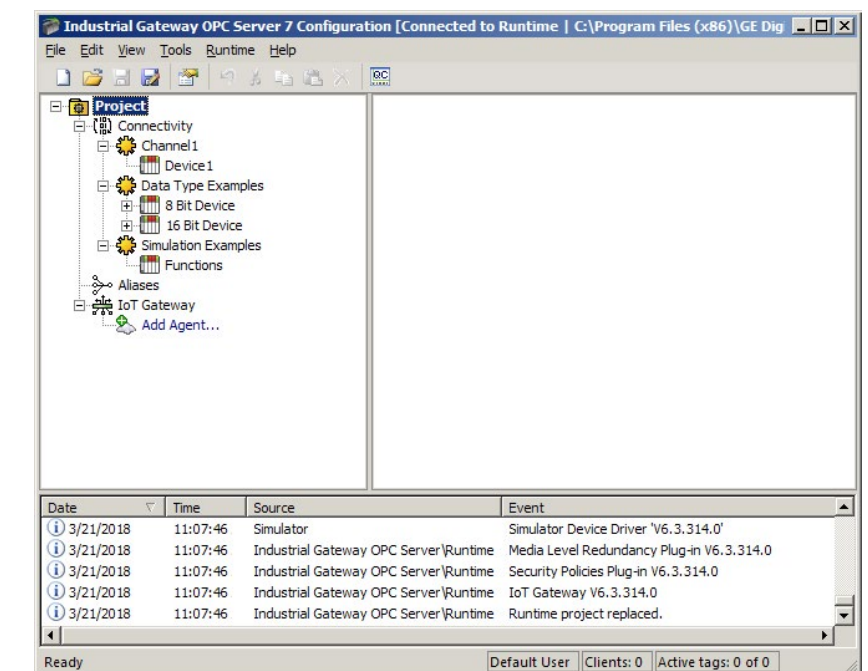 Industrial Gateway OPC Server 7 Configuration [Connected to Runtime | C:\Program Files (x86)\GE Dig
File Edit View Tools Runtime Help
QC
Project
Connectivity
Channel1
Device1
Data Type Examples
8 Bit Device
16 Bit Device
Simulation Examples
Functions
Aliases
IoT Gateway
Add Agent...
Date Time Source Event
3/21/2018 11:07:46 Simulator Simulator Device Driver 'V6.3.314.0'
3/21/2018 11:07:46 Industrial Gateway OPC Server\Runtime Media Level Redundancy Plug-in V6.3.314.0
3/21/2018 11:07:46 Industrial Gateway OPC Server\Runtime Security Policies Plug-in V6.3.314.0
3/21/2018 11:07:46 Industrial Gateway OPC Server\Runtime IoT Gateway V6.3.314.0
3/21/2018 11:07:46 Industrial Gateway OPC Server\Runtime Runtime project replaced.
Ready Default User Clients: 0 Active tags: 0 of 0